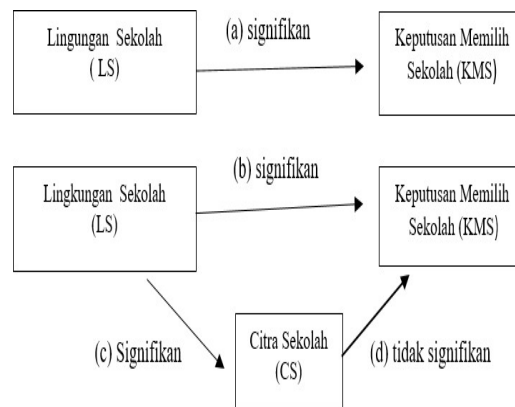 Lingungan Sekolah
( LS)
(a) signifikan
Keputusan Memilih
Sekolah (KMS)
Lingkungan Sekolah
(LS)
(b) signifikan
Keputusan Memilih
Sekolah (KMS)
(c) Signifikan
Citra Sekolah
(CS)
(d) tidak signifikan